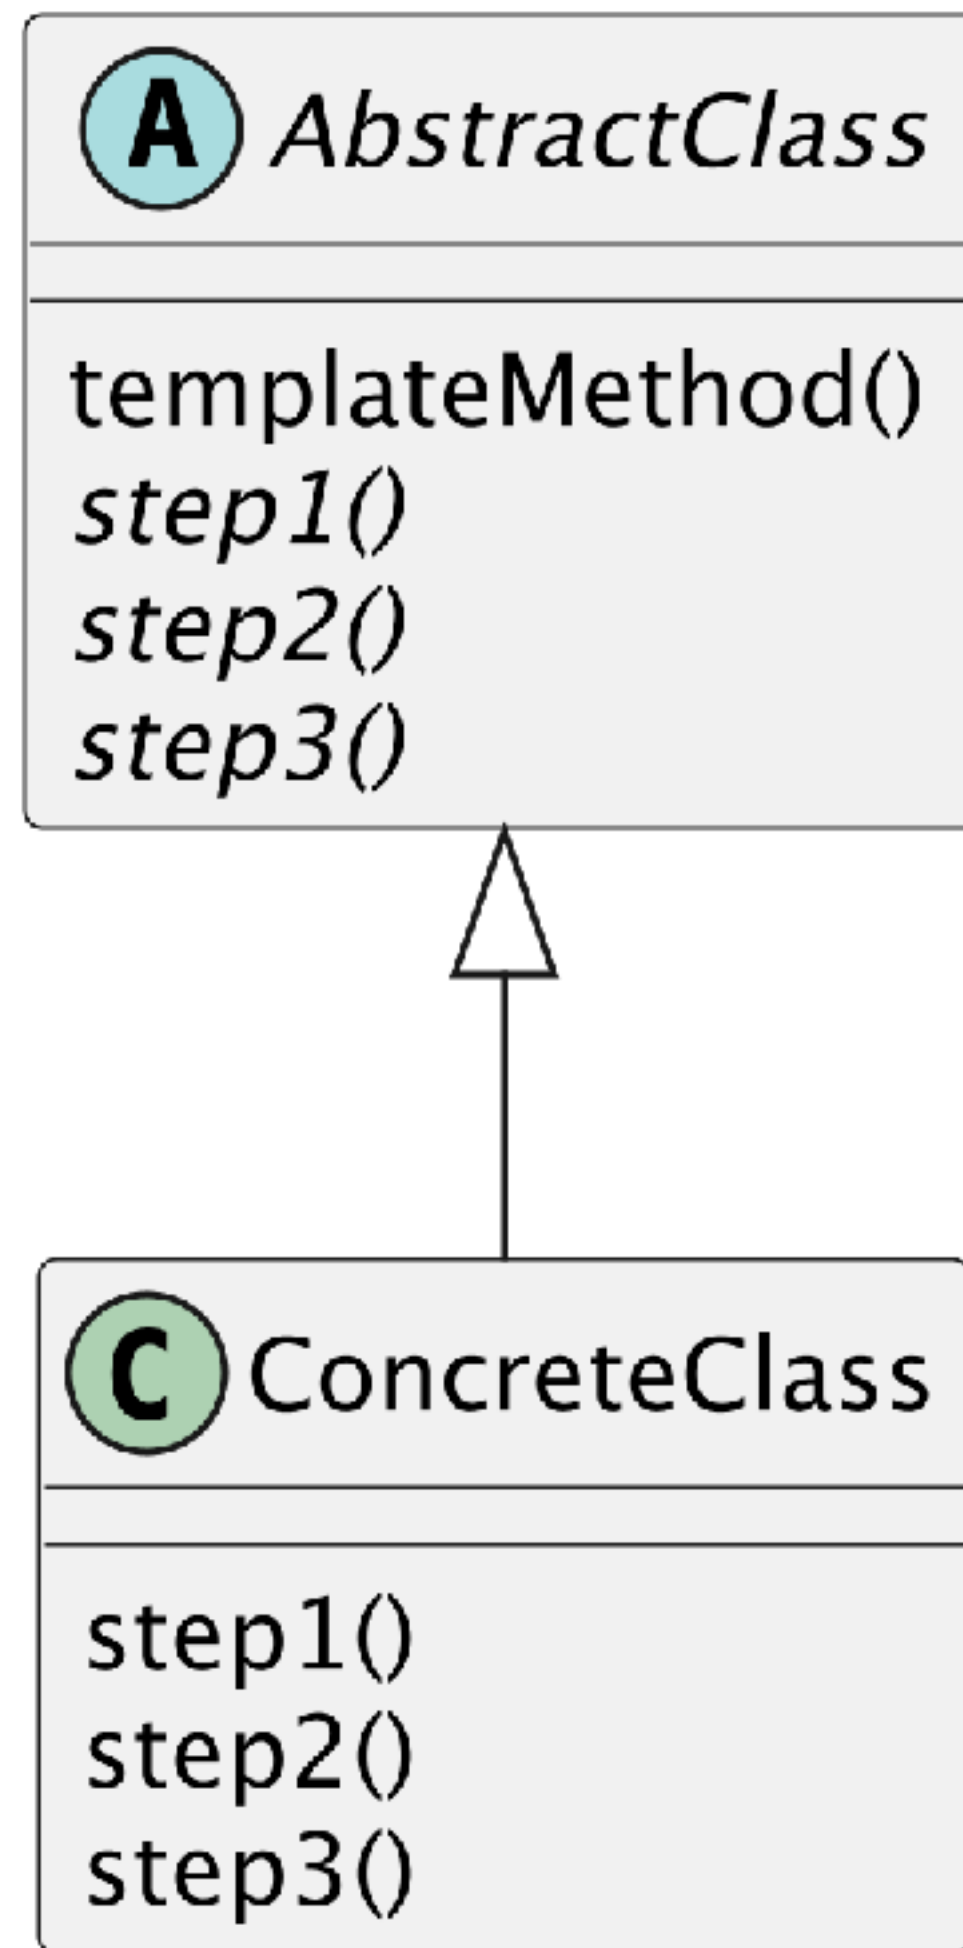 A AbstractClass
templateMethod()
step1()
step2()
step3()
C ConcreteClass
step1()
step2()
step3()